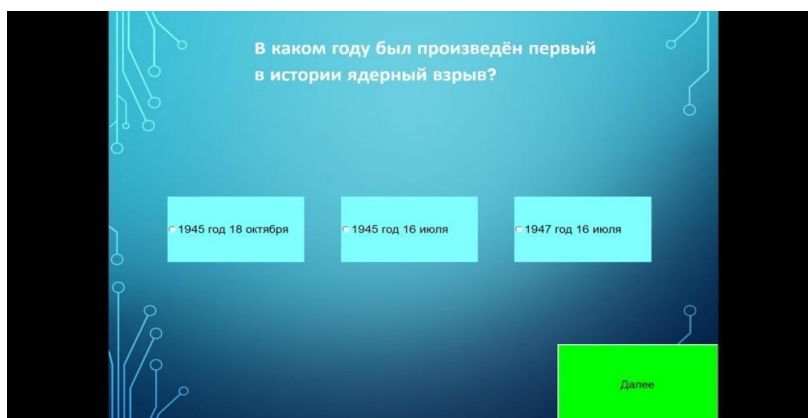 В каком году был произведён первый
в истории ядерный взрыв?
1945 год 18 октября
1945 год 16 июля
1947 год 16 июля
Далее